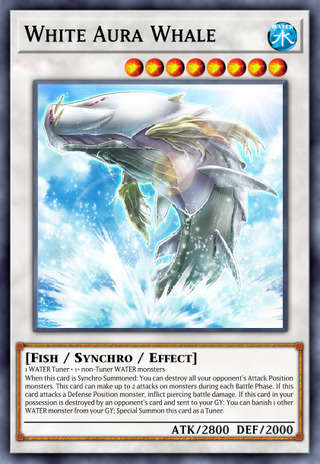 White Aura Whale
WATER
水
[Fish / Synchro / Effect]
1 WATER Tuner + 1+ non-Tuner WATER monsters
When this card is Synchro Summoned: You can destroy all your opponent's Attack Position
monsters. This card can make up to 2 attacks on monsters during each Battle Phase. If this
card attacks a Defense Position monster, inflict piercing battle damage. If this card in your
possession is destroyed by an opponent's card and sent to your GY: You can banish 1 other
WATER monster from your GY; Special Summon this card as a Tuner.
ATK/2800 DEF/2000